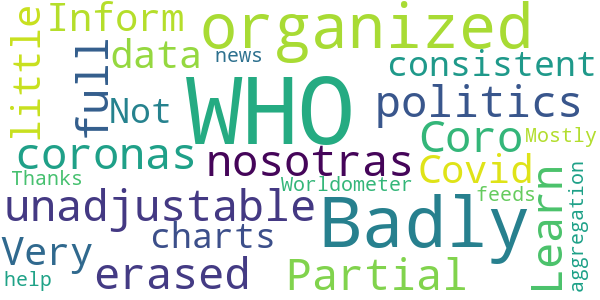 little
Inform
organized
full
data
news
WHO
consistent
Not
politics
coronas
nosotras
Coro
Mostly
Covid
Thanks
Worldometer
feeds
unadjustable
Badly
Learn
aggregation
Very
charts
help
erased
Partial